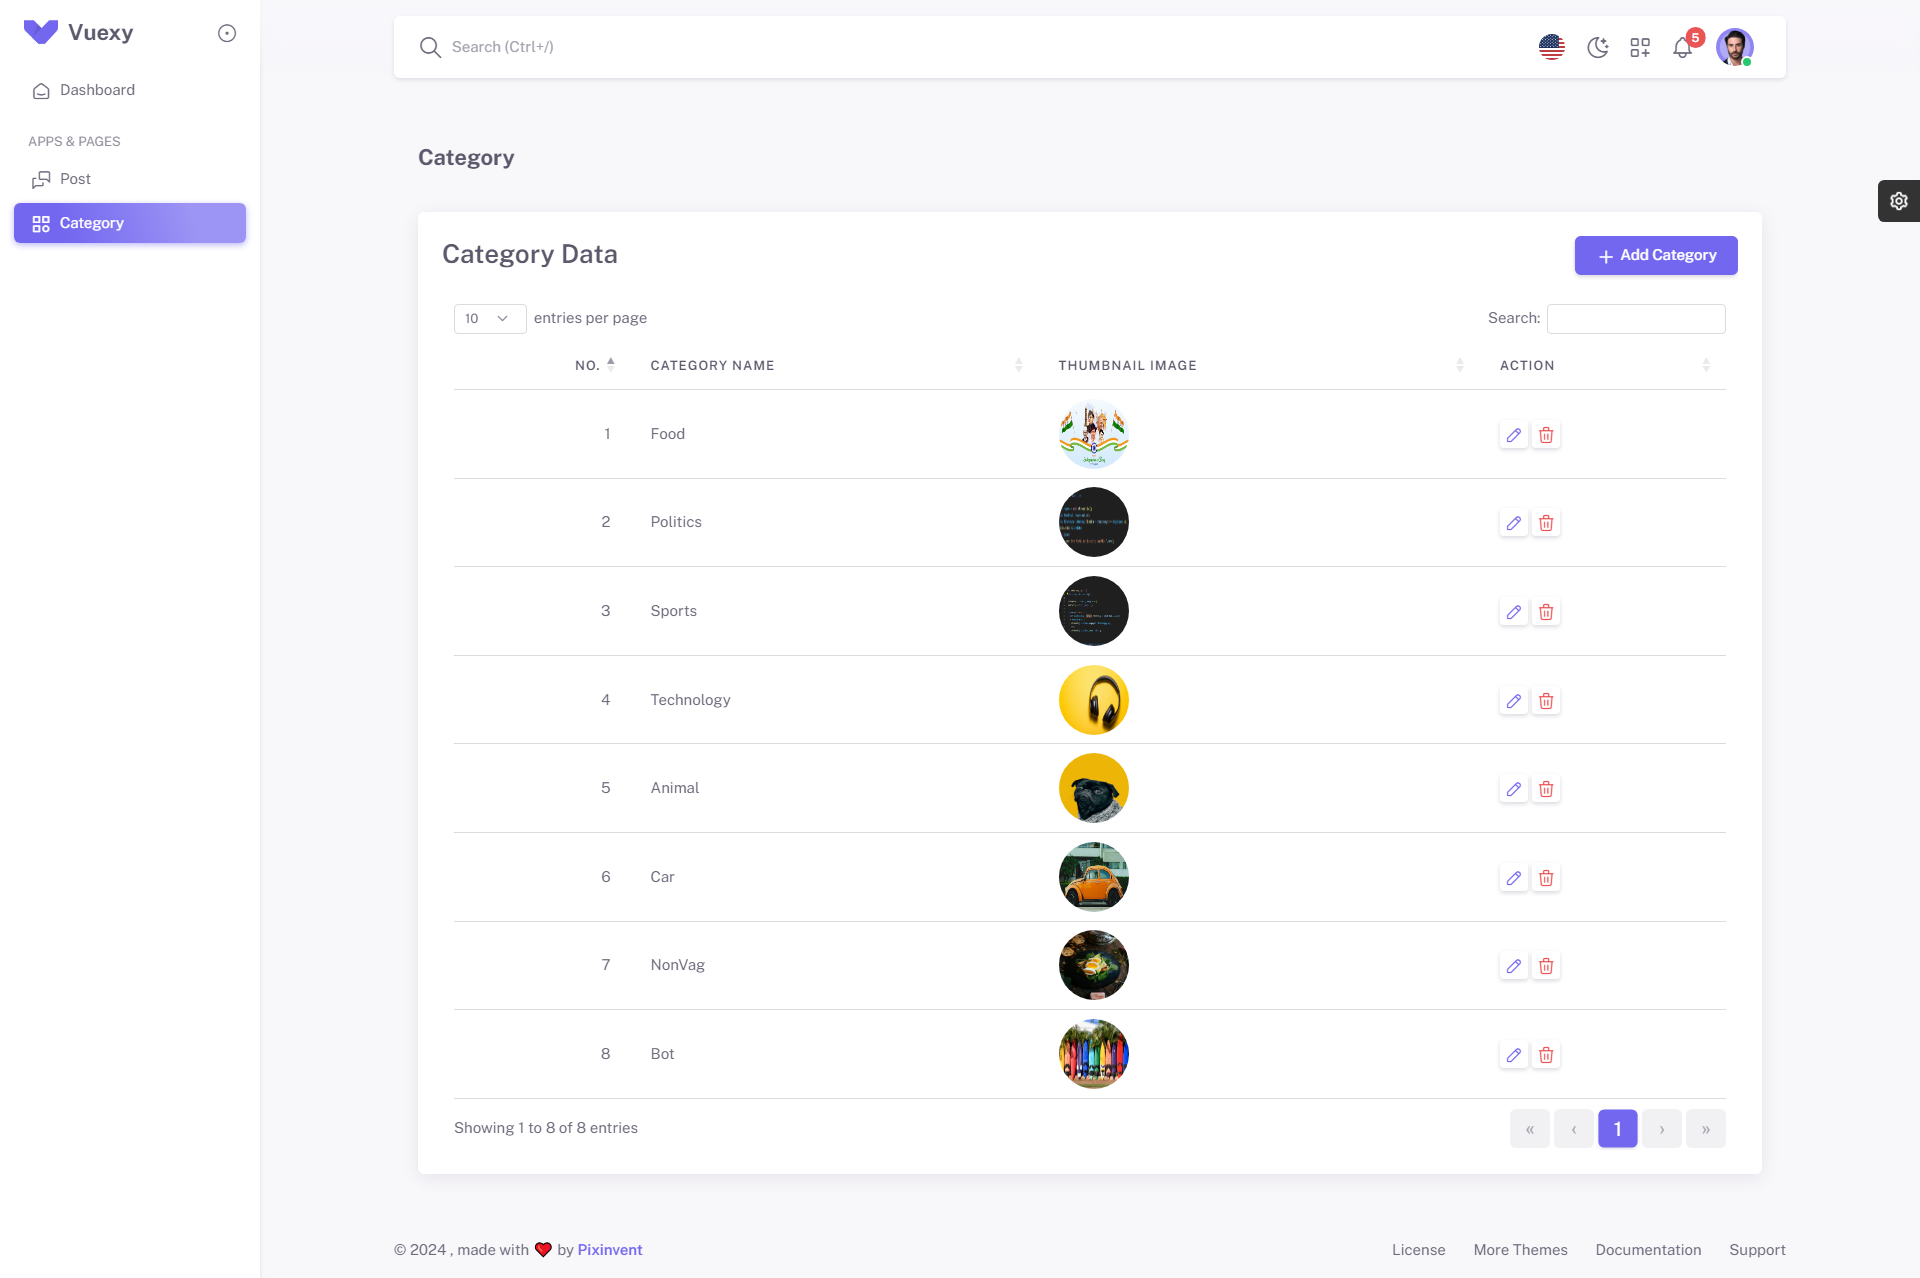 Vuexy
Dashboard
APPS & PAGES
Post
Category
Search (Ctrl+/)
5
Category
Category Data
Add Category
10 entries per page
Search:
NO. CATEGORY NAME THUMBNAIL IMAGE ACTION
1 Food
2 Politics
3 Sports
4 Technology
5 Animal
6 Car
7 NonVag
8 Bot
Showing 1 to 8 of 8 entries
« ‹ 1 › »
© 2024 , made with ❤️ by Pixinvent
License More Themes Documentation Support